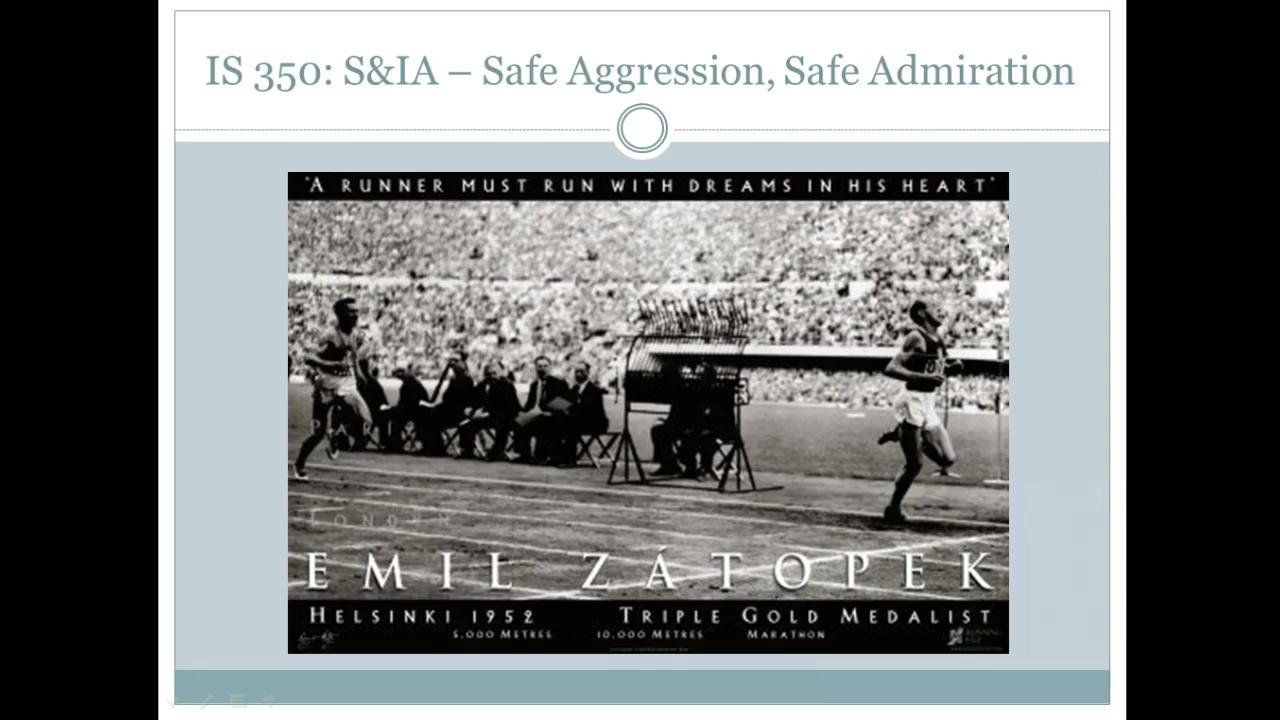 IS 350: S&IA – Safe Aggression, Safe Admiration
"A RUNNER MUST RUN WITH DREAMS IN HIS HEART"
PARIS
LONDON
EMIL ZÁTOPEK
HELSINKI 1952 TRIPLE GOLD MEDALIST
5,000 METRES 10,000 METRES MARATHON
RUNNING